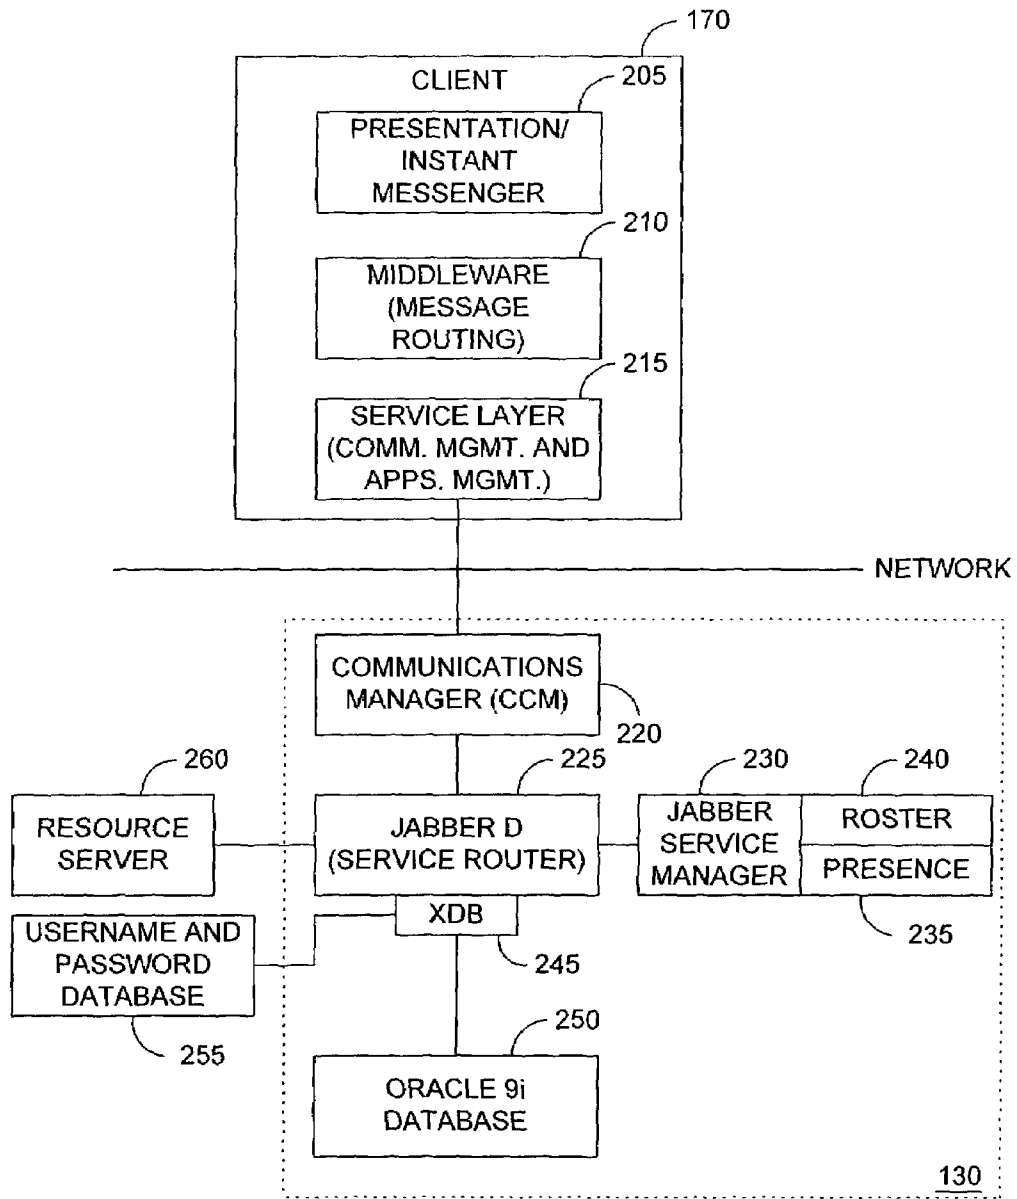 170
CLIENT
205
PRESENTATION/
INSTANT
MESSENGER
210
MIDDLEWARE
(MESSAGE
ROUTING)
215
SERVICE LAYER
(COMM. MGMT. AND
APPS. MGMT.)
NETWORK
COMMUNICATIONS
MANAGER (CCM)
220
260
225
230
240
RESOURCE
SERVER
JABBER D
(SERVICE ROUTER)
JABBER
SERVICE
MANAGER
ROSTER
PRESENCE
235
XDB
245
USERNAME AND
PASSWORD
DATABASE
255
250
ORACLE 9i
DATABASE
130